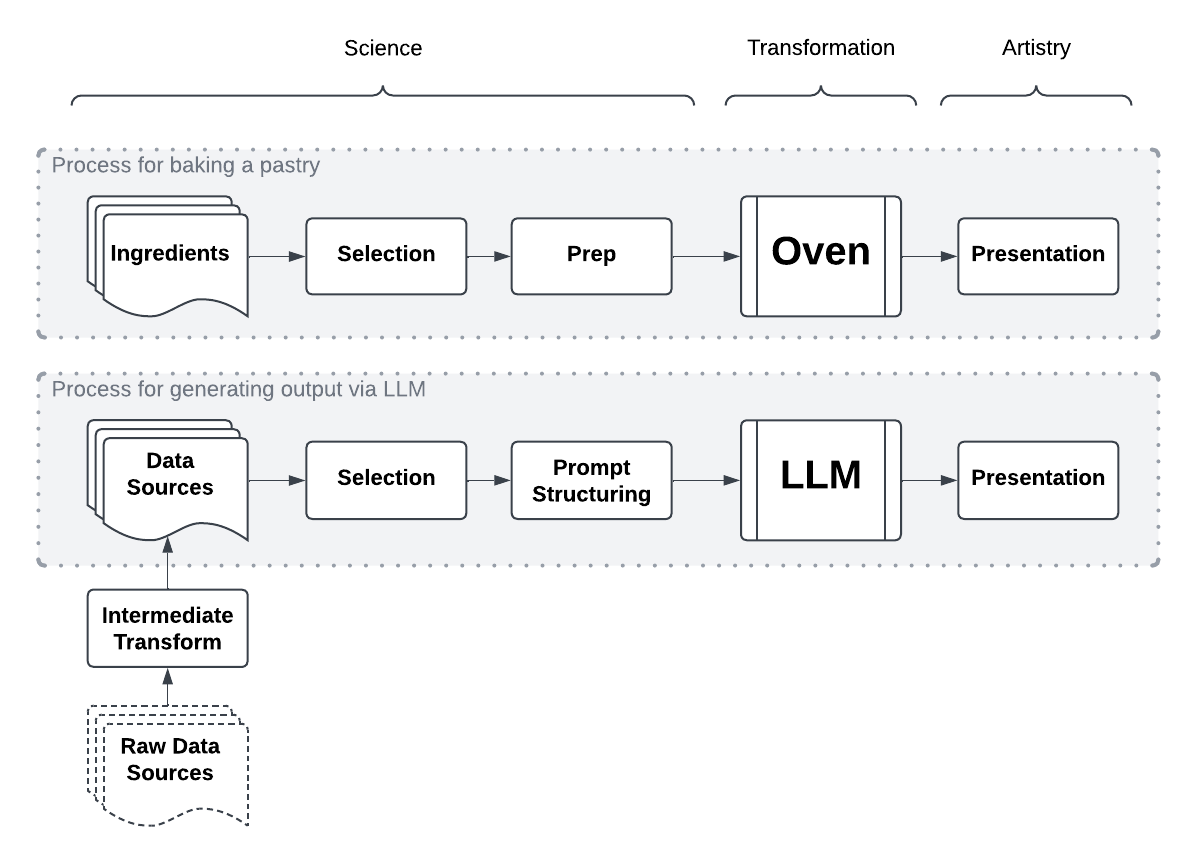 Science
Transformation
Artistry
Process for baking a pastry
Ingredients
Selection
Prep
Oven
Presentation
Process for generating output via LLM
Data
Sources
Selection
Prompt
Structuring
LLM
Presentation
Intermediate
Transform
Raw Data
Sources